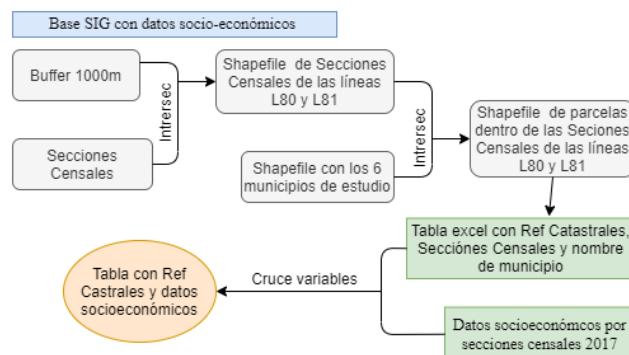 Base SIG con datos socio-económicos
Buffer 1000m
Intrersec
Secciones
Censales
Shapefile de Secciones
Censales de las líneas
L80 y L81
Shapefile con los 6
municipios de estudio
Intrersec
Shapefile de parcelas
dentro de las Seciones
Censales de las líneas
L80 y L81
Tabla excel con Ref Catastrales,
Secciónes Censales y nombre
de municipio
Cruce variables
Tabla con Ref
Castrales y datos
socioeconómicos
Datos socioeconómcos por
secciones censales 2017